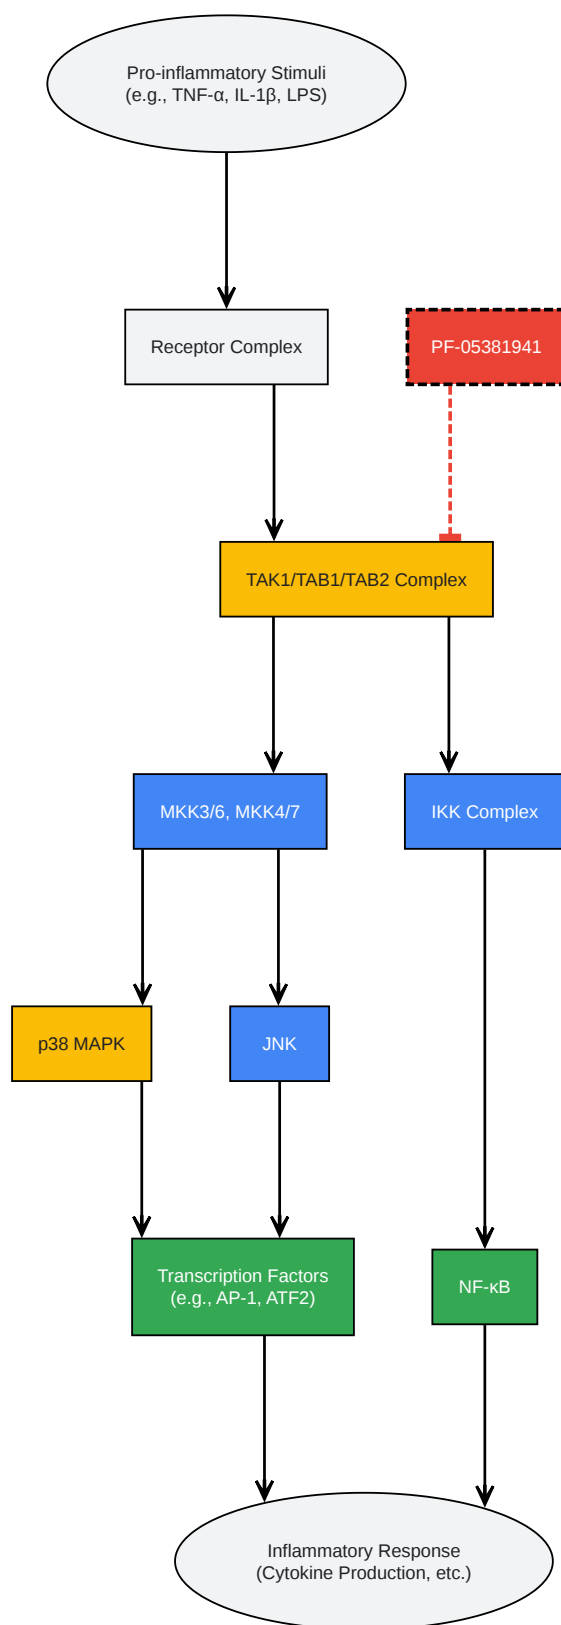 Pro-inflammatory Stimuli
(e.g., TNF-α, IL-1β, LPS)
Receptor Complex
PF-05381941
TAK1/TAB1/TAB2 Complex
MKK3/6, MKK4/7
IKK Complex
p38 MAPK
JNK
Transcription Factors
(e.g., AP-1, ATF2)
NF-κB
Inflammatory Response
(Cytokine Production, etc.)